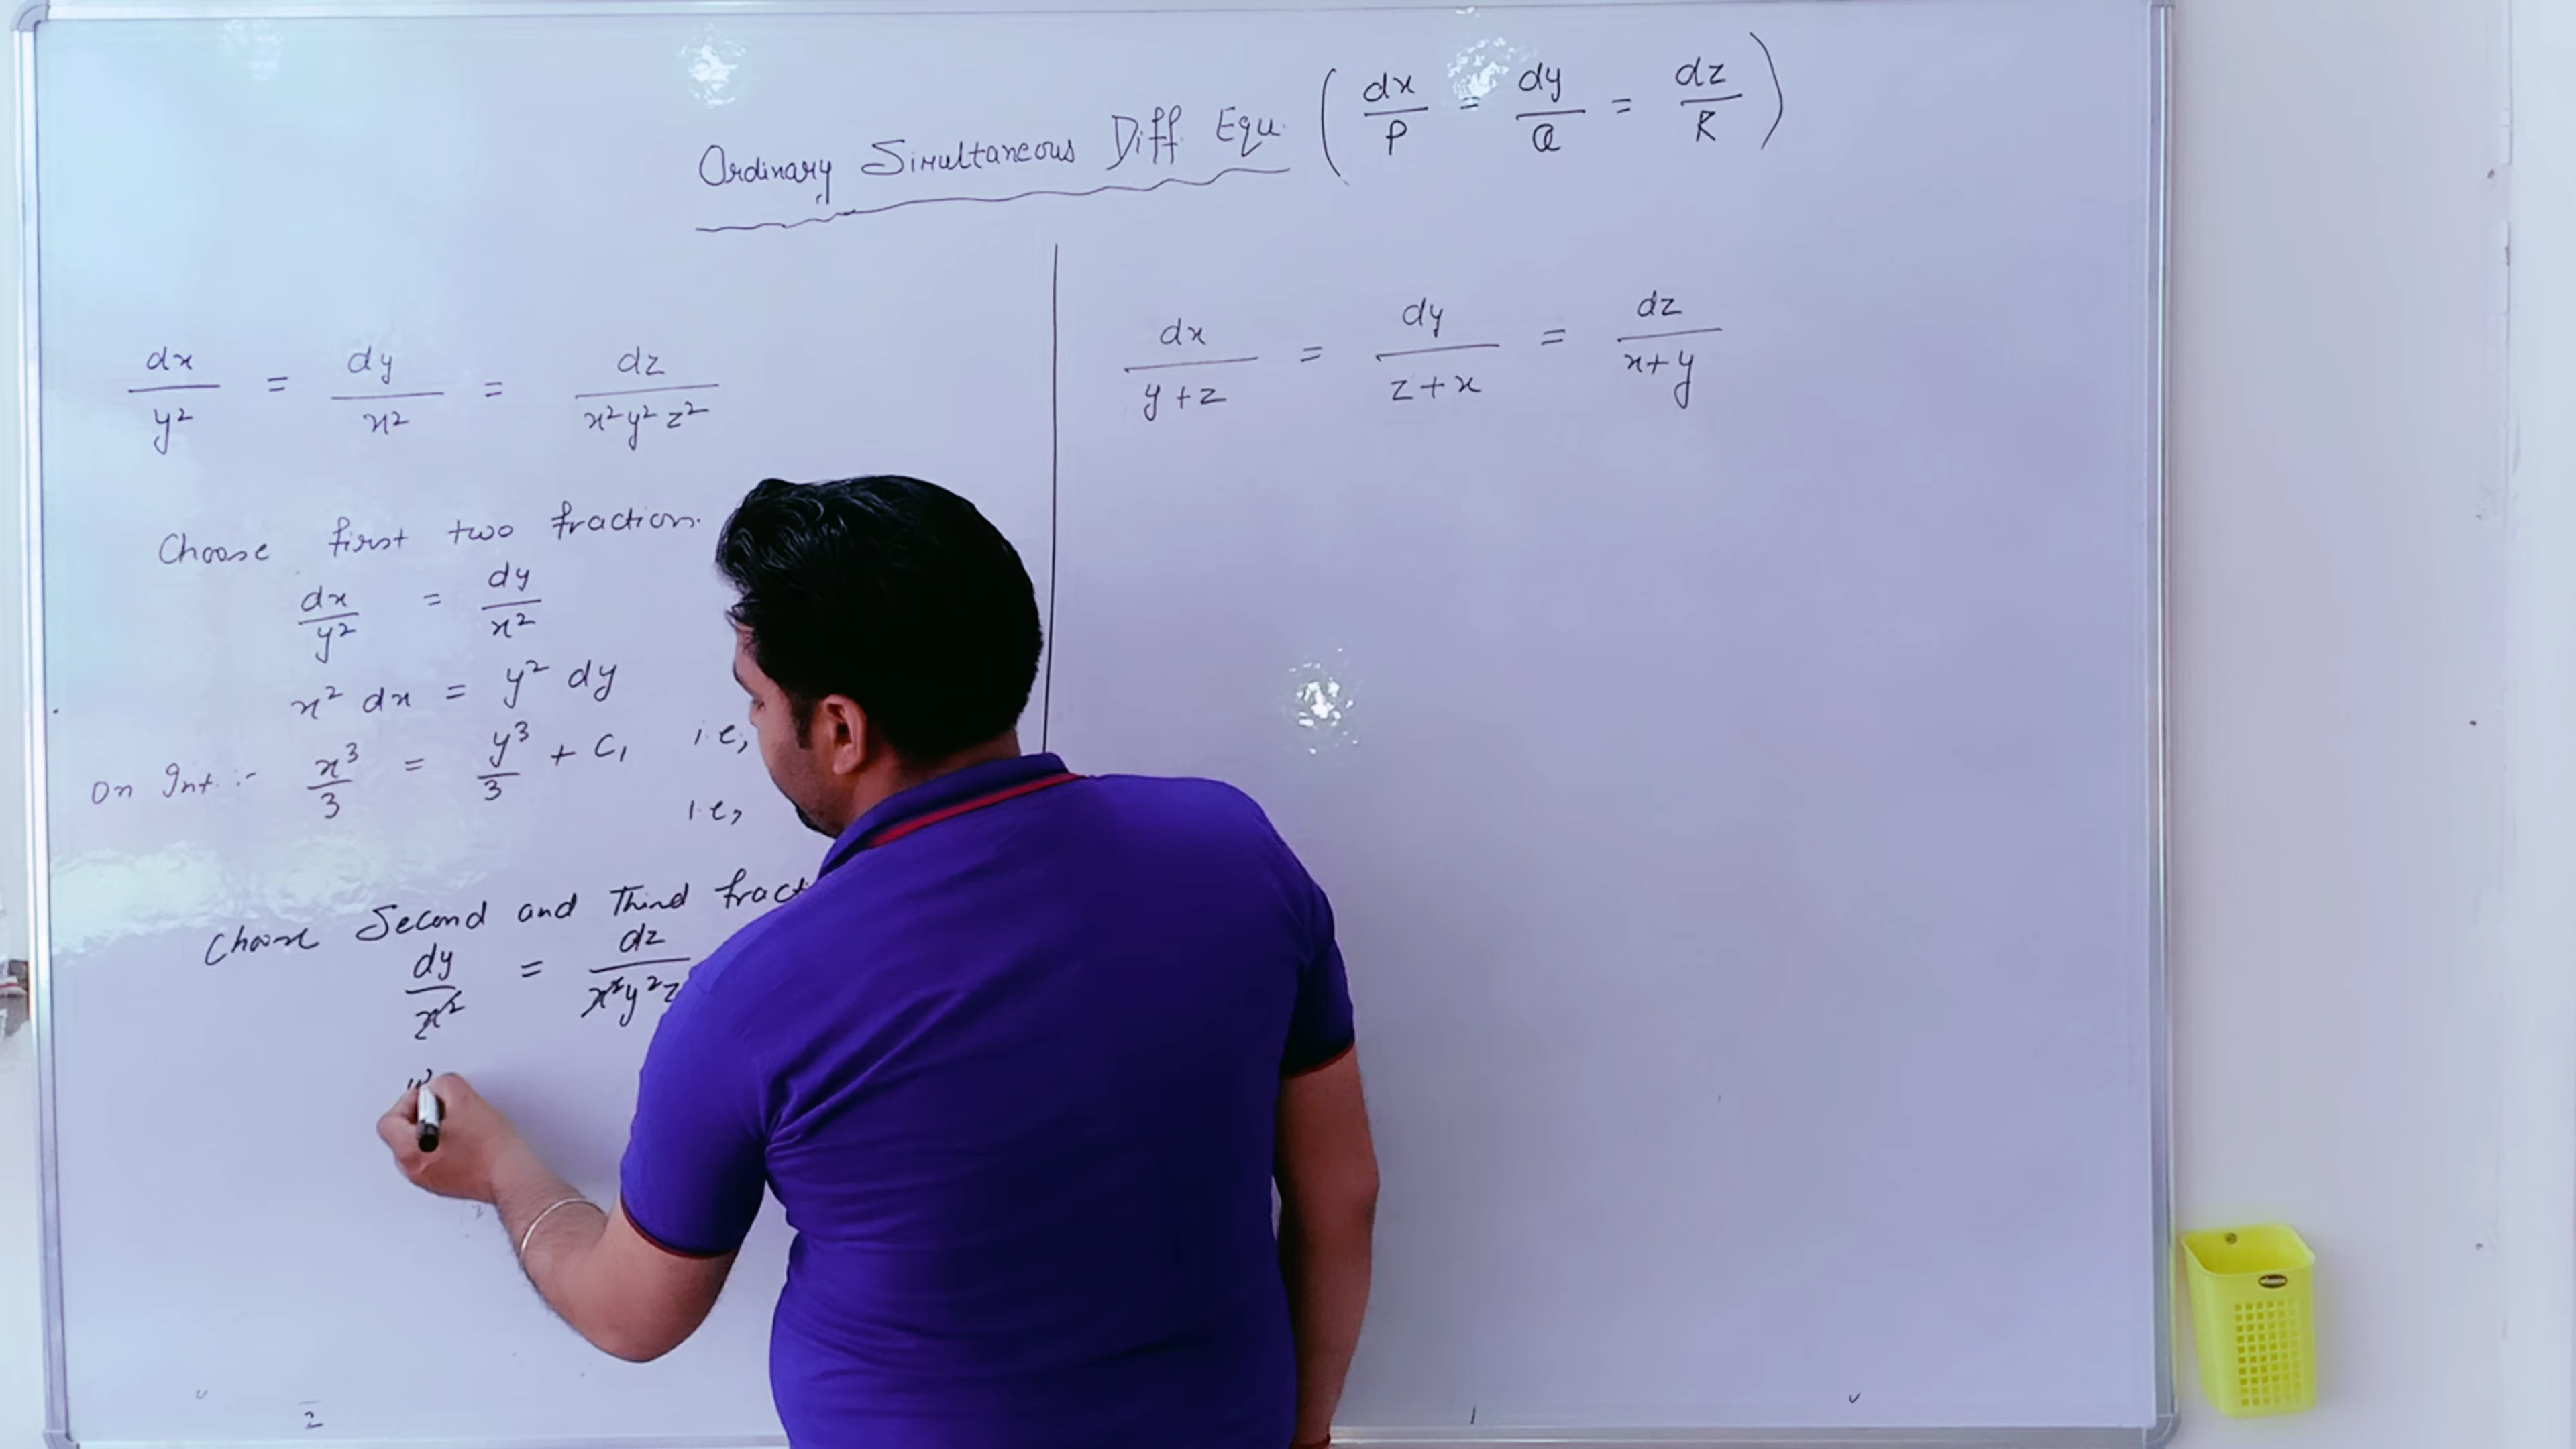 Ordinary Simultaneous Diff. Equ. (dx/P = dy/Q = dz/R)
dx/y² = dy/x² = dz/x²y²z²
Choose first two fraction.
dx/y² = dy/x²
x² dx = y² dy
On Int. :- x³/3 = y³/3 + C₁ i.e,
i.e,
Choose Second and Third
dy/x² = dz/x²y²z
dx/y+z = dy/z+x = dz/x+y